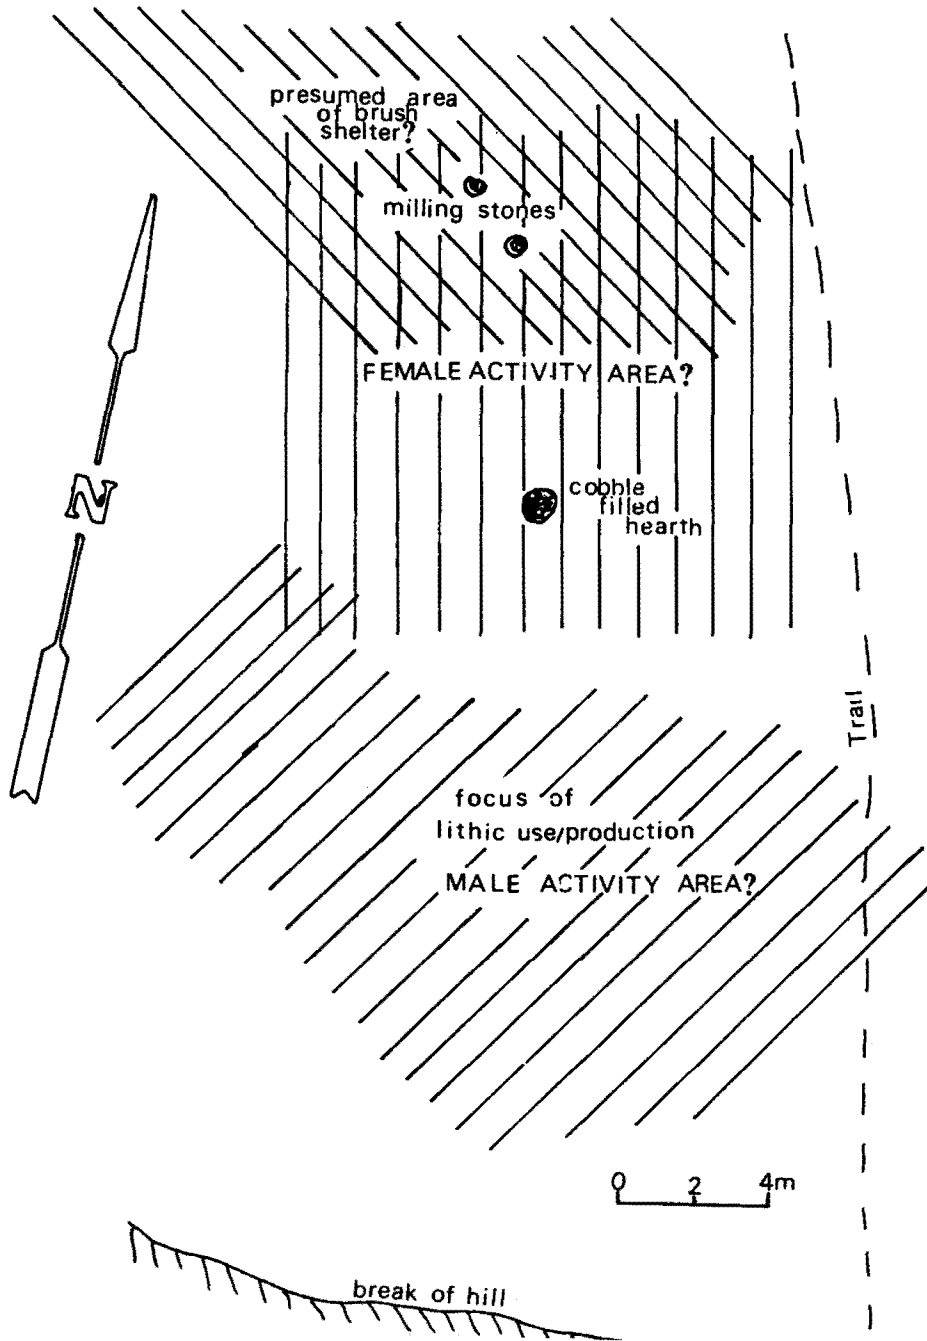 presumed area
of brush
shelter?
milling stones
FEMALE ACTIVITY AREA?
N
cobble
filled
hearth
Trail
focus of
lithic use/production
MALE ACTIVITY AREA?
0 2 4m
break of hill